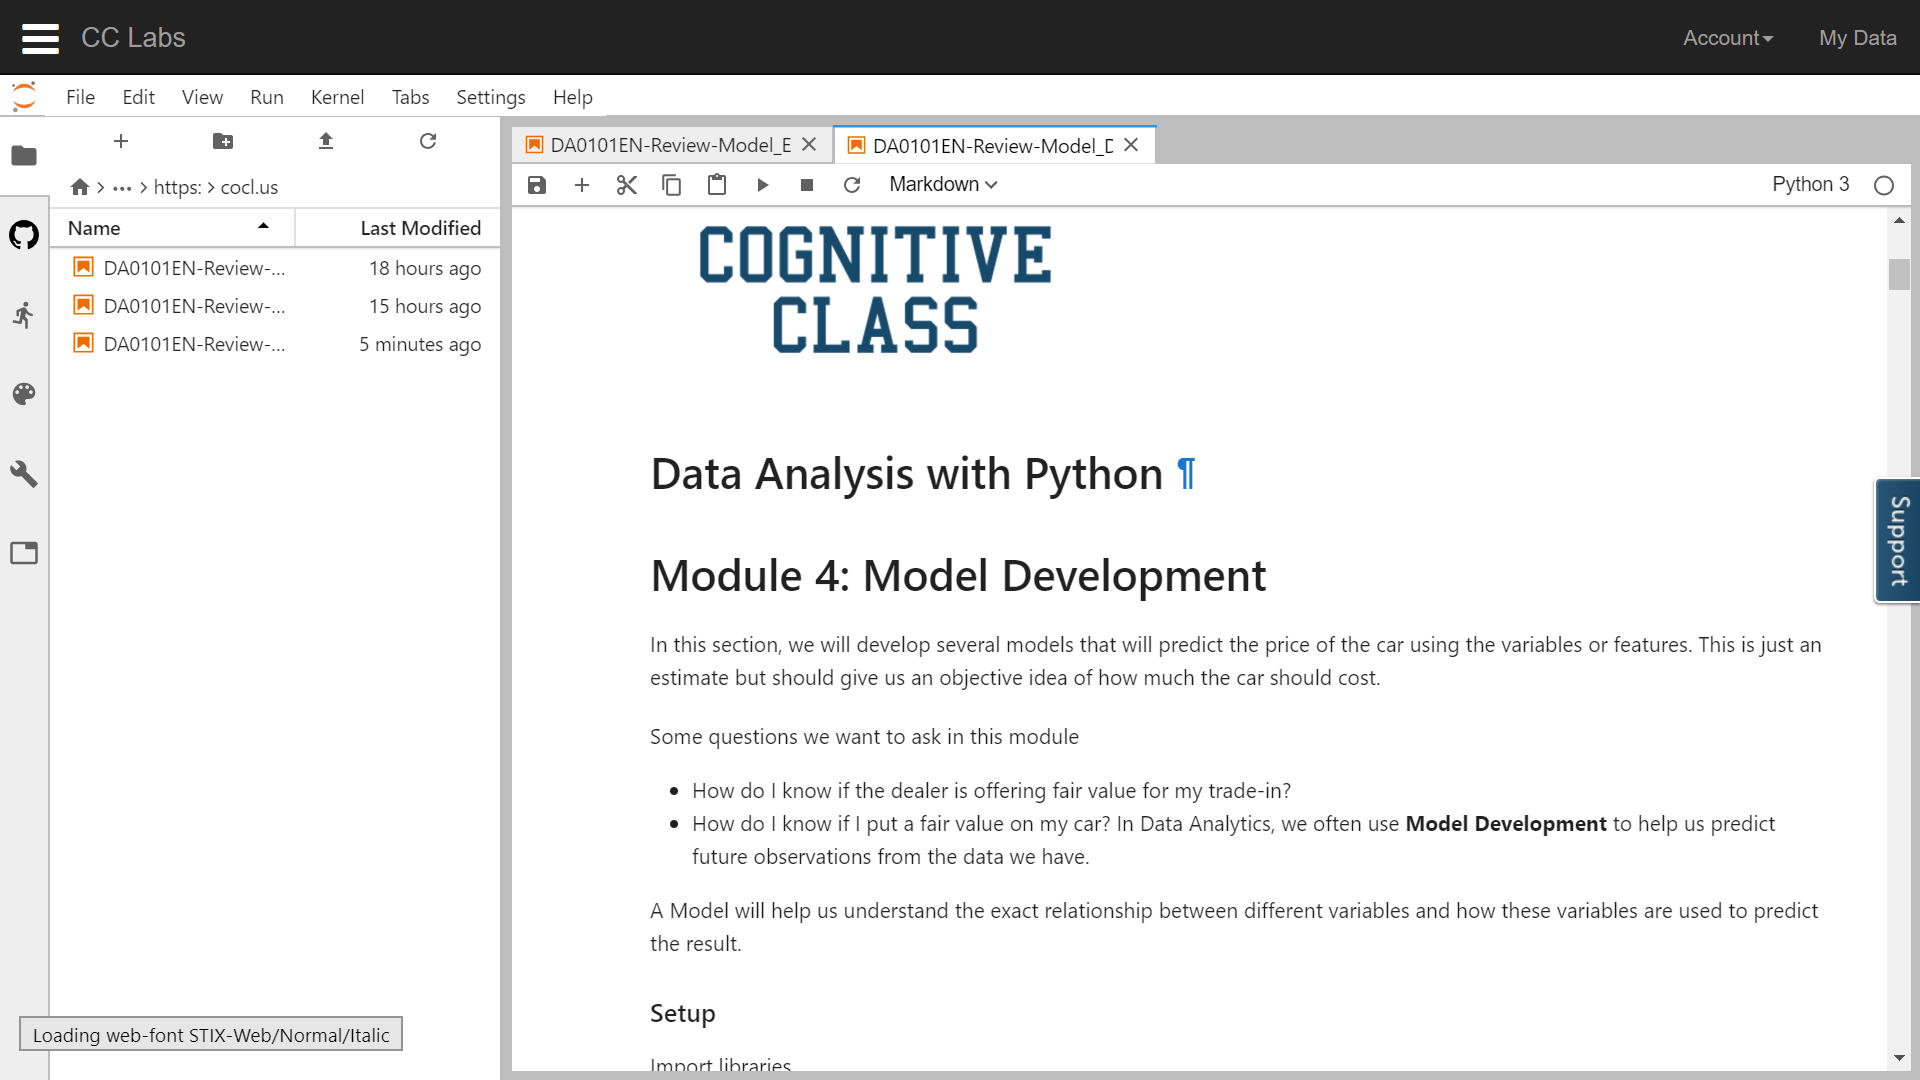 CC Labs
Account
My Data
File Edit View Run Kernel Tabs Settings Help
DA0101EN-Review-Model_E
DA0101EN-Review-Model_D
… https: cocl.us
Markdown
Python 3
Name Last Modified
DA0101EN-Review-... 18 hours ago
DA0101EN-Review-... 15 hours ago
DA0101EN-Review-... 5 minutes ago
COGNITIVE
CLASS
Data Analysis with Python ¶
Module 4: Model Development
In this section, we will develop several models that will predict the price of the car using the variables or features. This is just an
estimate but should give us an objective idea of how much the car should cost.
Some questions we want to ask in this module
• How do I know if the dealer is offering fair value for my trade-in?
• How do I know if I put a fair value on my car? In Data Analytics, we often use Model Development to help us predict
future observations from the data we have.
A Model will help us understand the exact relationship between different variables and how these variables are used to predict
the result.
Setup
Import libraries
Support
Loading web-font STIX-Web/Normal/Italic